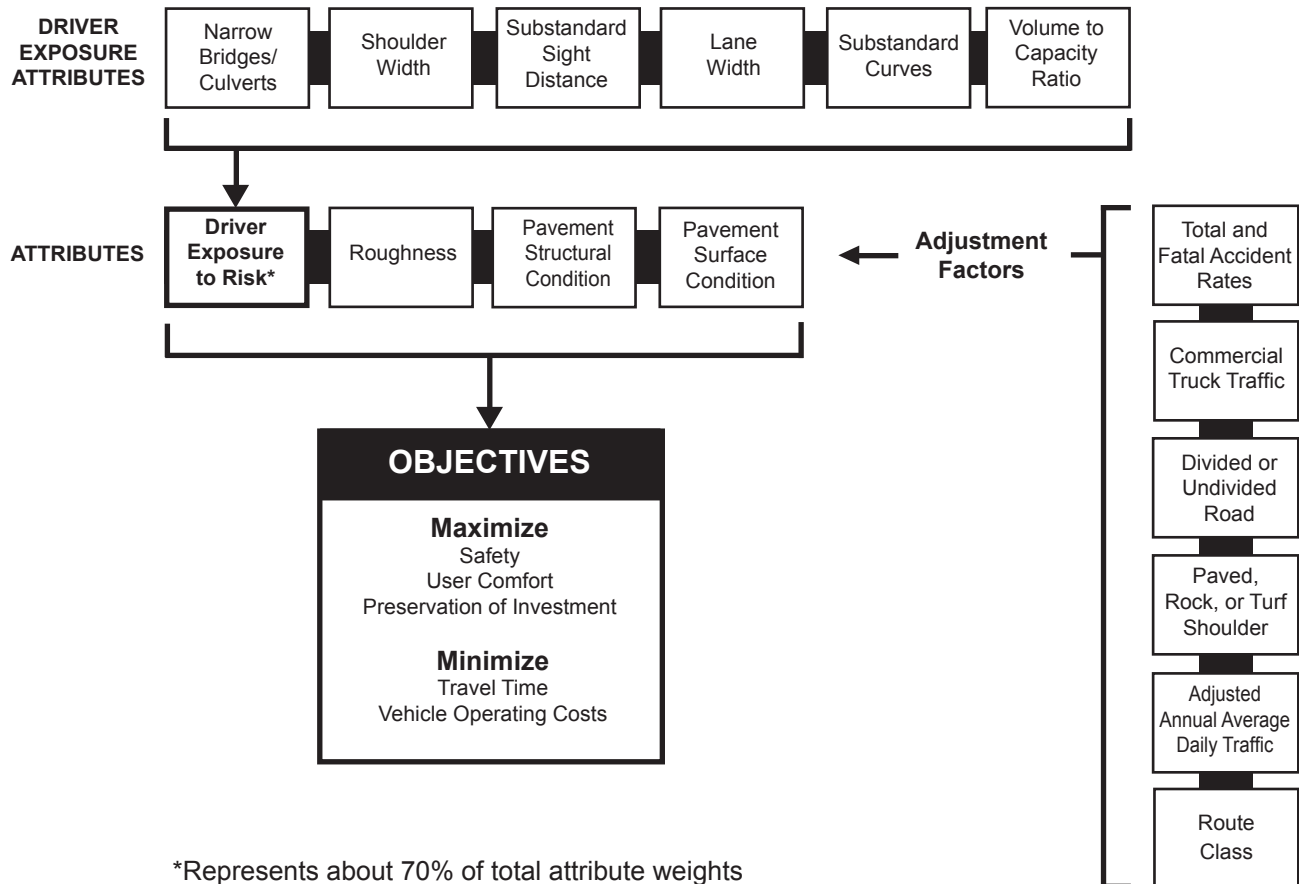 DRIVER
EXPOSURE
ATTRIBUTES
Narrow
Bridges/
Culverts
Shoulder
Width
Substandard
Sight
Distance
Lane
Width
Substandard
Curves
Volume to
Capacity
Ratio
ATTRIBUTES
Driver
Exposure
to Risk*
Roughness
Pavement
Structural
Condition
Pavement
Surface
Condition
Adjustment
Factors
Total and
Fatal Accident
Rates
Commercial
Truck Traffic
Divided or
Undivided
Road
Paved,
Rock, or Turf
Shoulder
Adjusted
Annual Average
Daily Traffic
Route
Class
OBJECTIVES
Maximize
Safety
User Comfort
Preservation of Investment
Minimize
Travel Time
Vehicle Operating Costs
*Represents about 70% of total attribute weights